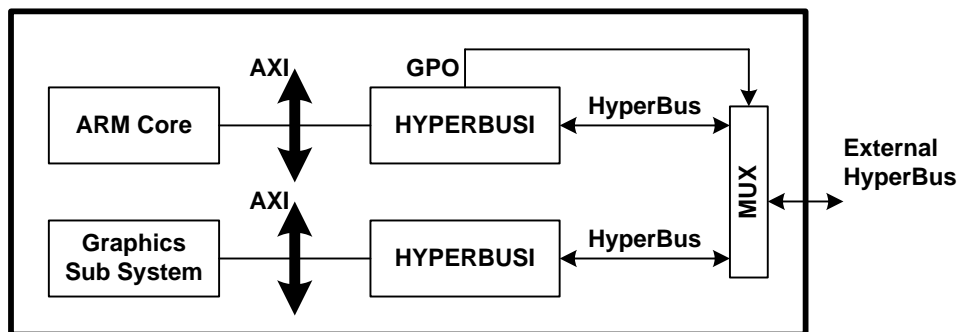 AXI
GPO
ARM Core
HYPERBUSI
HyperBus
MUX
External
HyperBus
AXI
Graphics
Sub System
HYPERBUSI
HyperBus